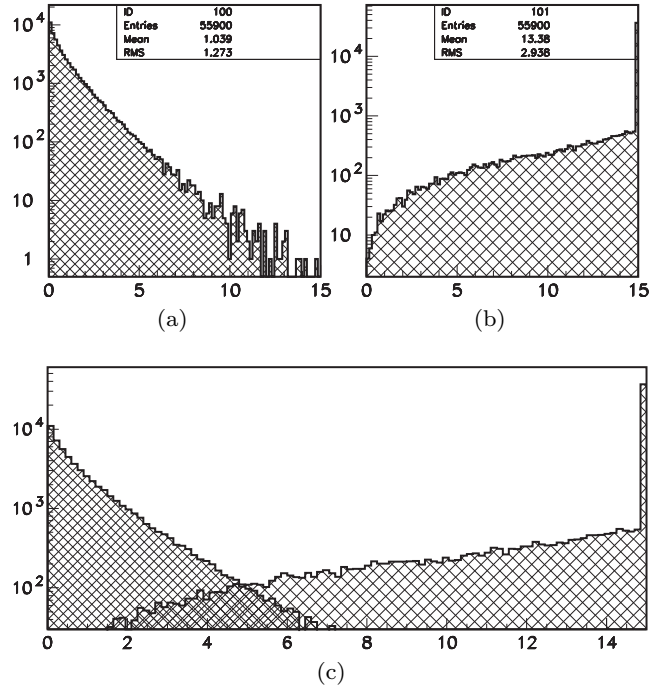 ID 100
Entries 55900
Mean 1.039
RMS 1.273
10^4
10^3
10^2
10
1
0 5 10 15
(a)
ID 101
Entries 55900
Mean 13.38
RMS 2.938
10^4
10^3
10^2
10
0 5 10 15
(b)
10^4
10^3
10^2
0 2 4 6 8 10 12 14
(c)